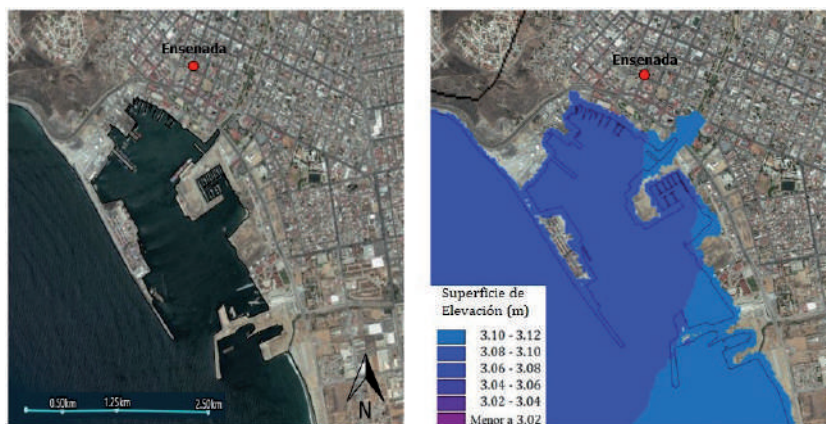 Ensenada
0.50km 1.25km 2.50km
N
Ensenada
Superficie de
Elevación (m)
3.10 - 3.12
3.08 - 3.10
3.06 - 3.08
3.04 - 3.06
3.02 - 3.04
Menor a 3.02